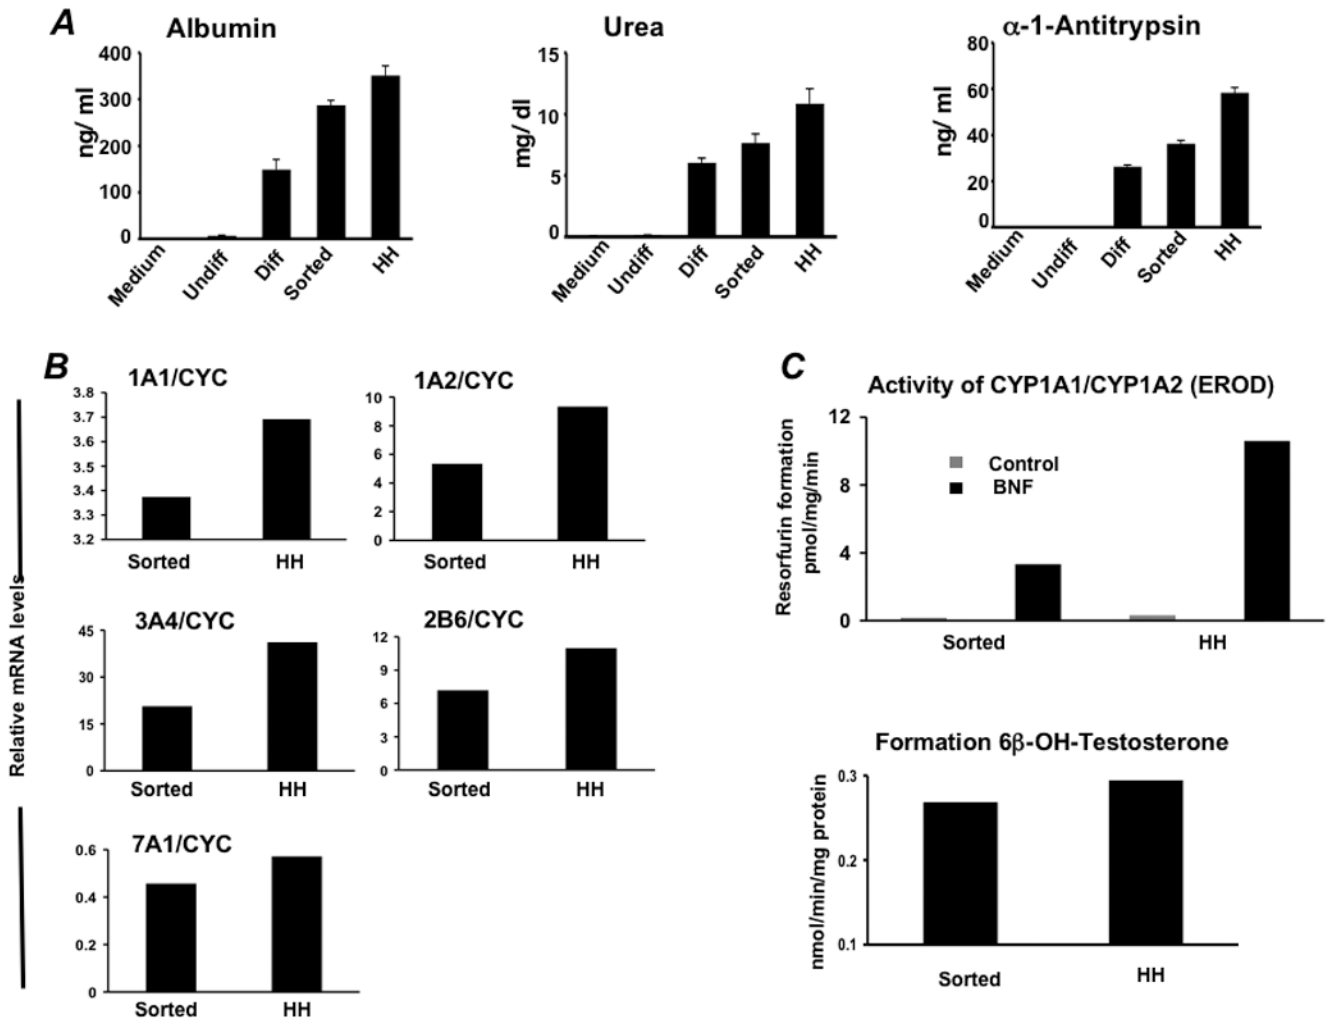 A
Albumin
ng/ ml
400
300
200
100
0
Medium
Undiff
Diff
Sorted
HH
Urea
mg/ dl
15
10
5
0
Medium
Undiff
Diff
Sorted
HH
α-1-Antitrypsin
ng/ ml
80
60
40
20
0
Medium
Undiff
Diff
Sorted
HH
B
Relative mRNA levels
1A1/CYC
3.8
3.7
3.6
3.5
3.4
3.3
3.2
Sorted
HH
1A2/CYC
10
8
6
4
2
0
Sorted
HH
3A4/CYC
45
30
15
0
Sorted
HH
2B6/CYC
12
9
6
3
0
Sorted
HH
7A1/CYC
0.6
0.4
0.2
0
Sorted
HH
C
Activity of CYP1A1/CYP1A2 (EROD)
Resorfurin formation
pmol/mg/min
12
8
4
0
Control
BNF
Sorted
HH
Formation 6β-OH-Testosterone
nmol/min/mg protein
0.3
0.2
0.1
Sorted
HH